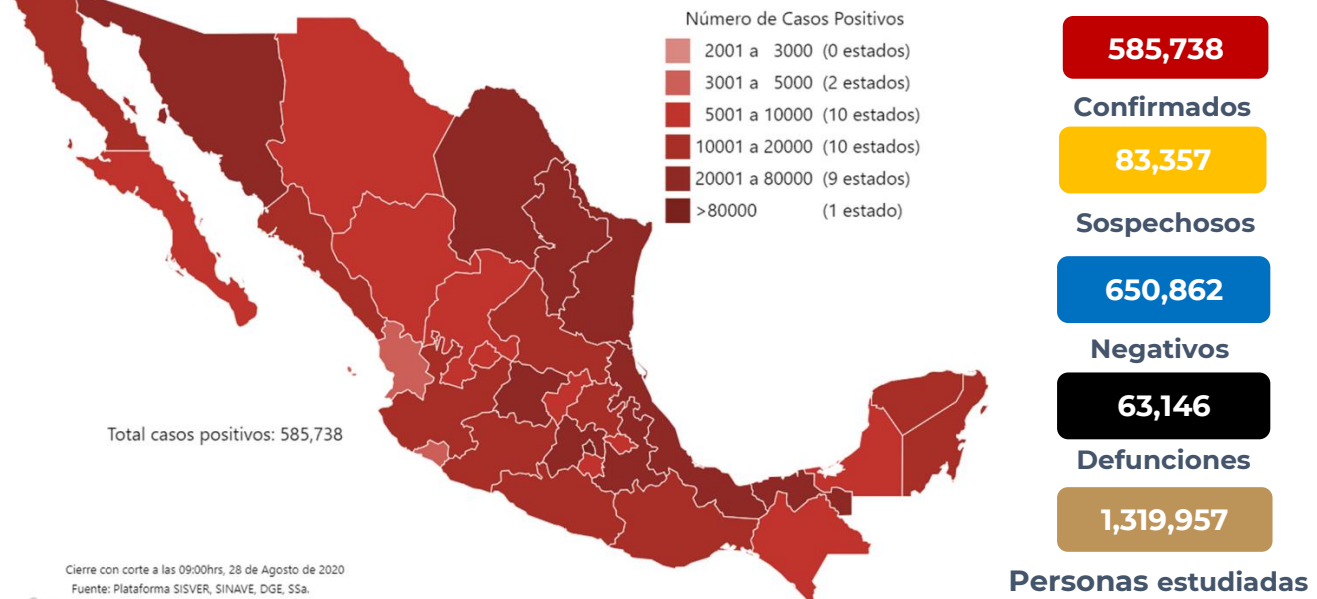 Número de Casos Positivos
2001 a 3000 (0 estados)
3001 a 5000 (2 estados)
5001 a 10000 (10 estados)
10001 a 20000 (10 estados)
20001 a 80000 (9 estados)
>80000 (1 estado)
Total casos positivos: 585,738
Cierre con corte a las 09:00hrs, 28 de Agosto de 2020
Fuente: Plataforma SISVER, SINAVE, DGE, SSa.
585,738
Confirmados
83,357
Sospechosos
650,862
Negativos
63,146
Defunciones
1,319,957
Personas estudiadas